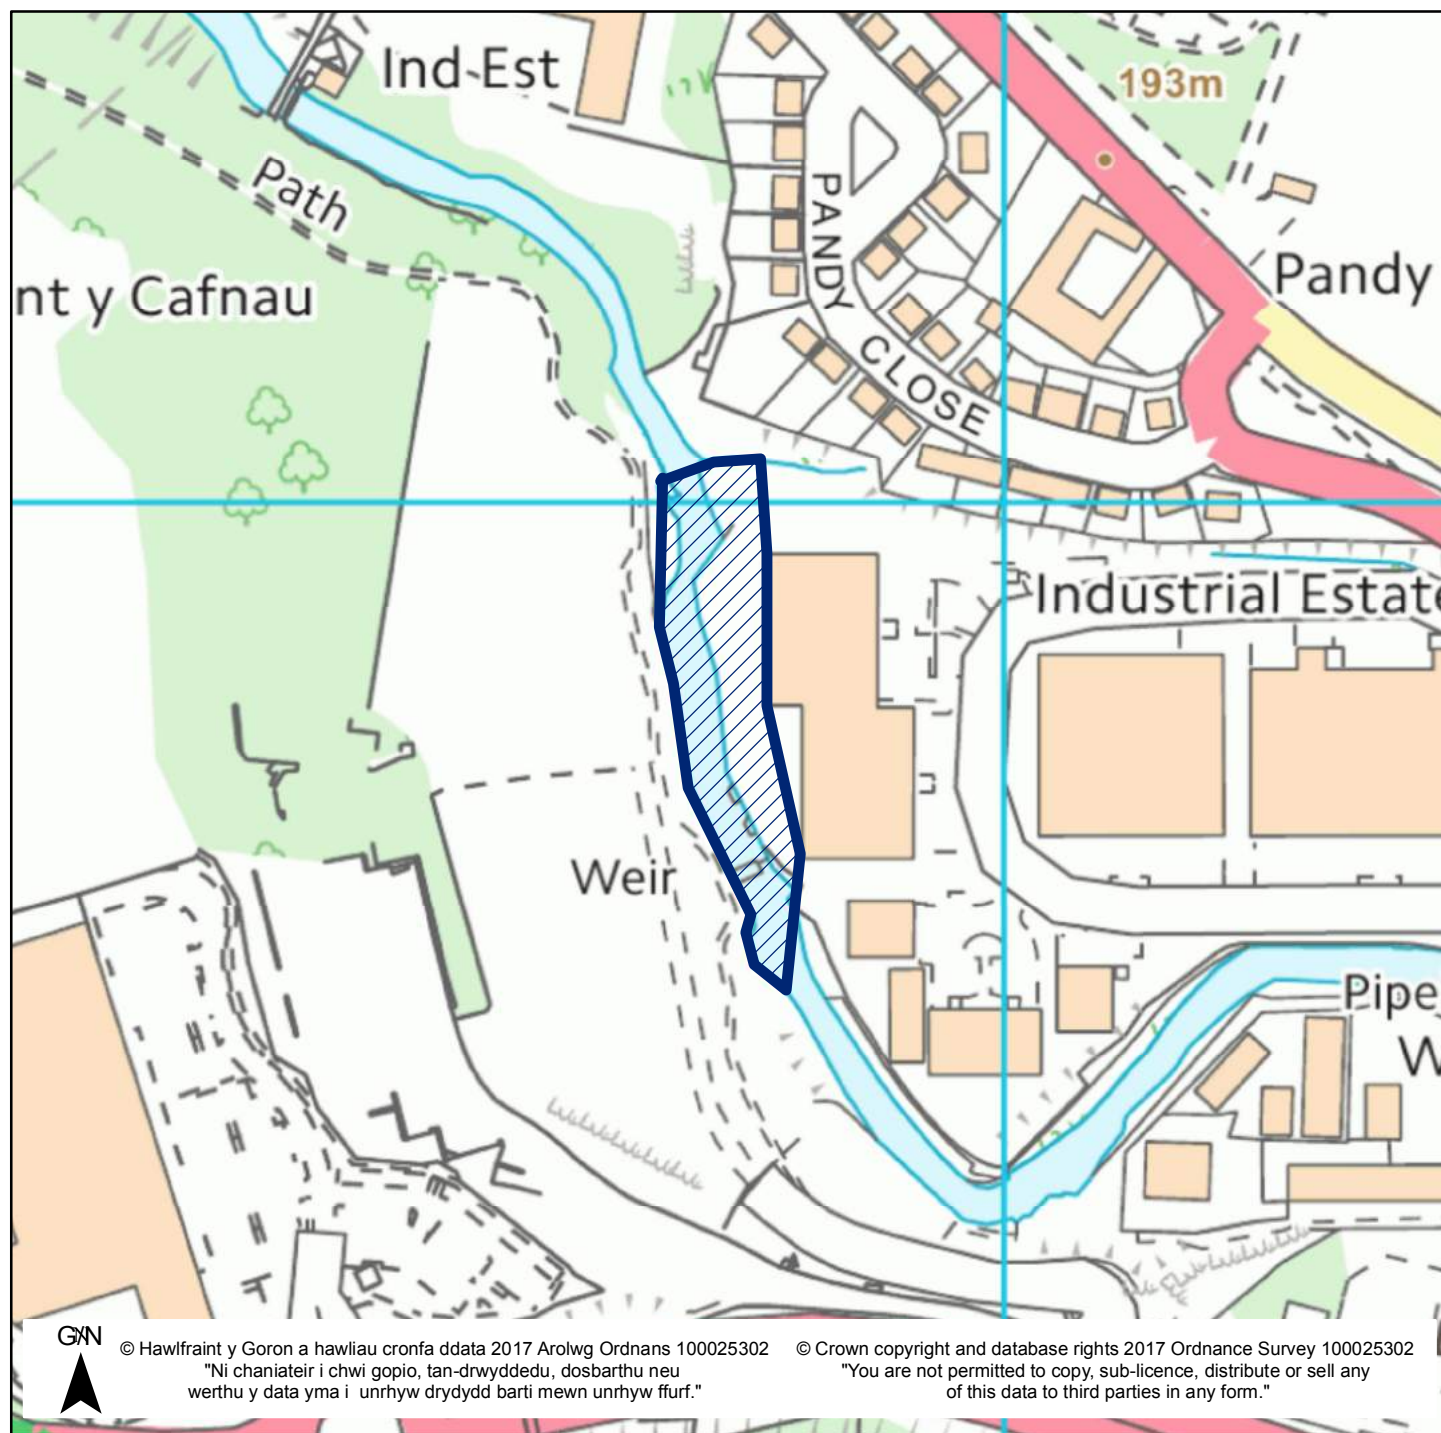 Ind-Est
193m
Path
PANDY
Pandy
nt y Cafnau
CLOSE
Industrial Estate
Weir
Pipe
W
© Hawlfraint y Goron a hawliau cronfa ddata 2017 Arolwg Ordnans 100025302
"Ni chaniateir i chwi gopio, tan-drwyddedu, dosbarthu neu
werthu y data yma i unrhyw drydydd barti mewn unrhyw ffurf."
© Crown copyright and database rights 2017 Ordnance Survey 100025302
"You are not permitted to copy, sub-licence, distribute or sell any
of this data to third parties in any form."